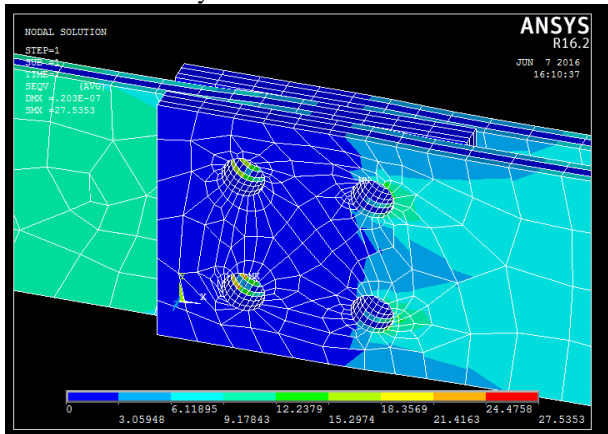 ANSYS
R16.2
NODAL SOLUTION
STEP=1
SUB =1
TIME=1
SEQV (AVG)
DMX =.203E-07
SMX =27.5353
JUN 7 2016
16:10:37
X
0
3.05948
6.11895
9.17843
12.2379
15.2974
18.3569
21.4163
24.4758
27.5353